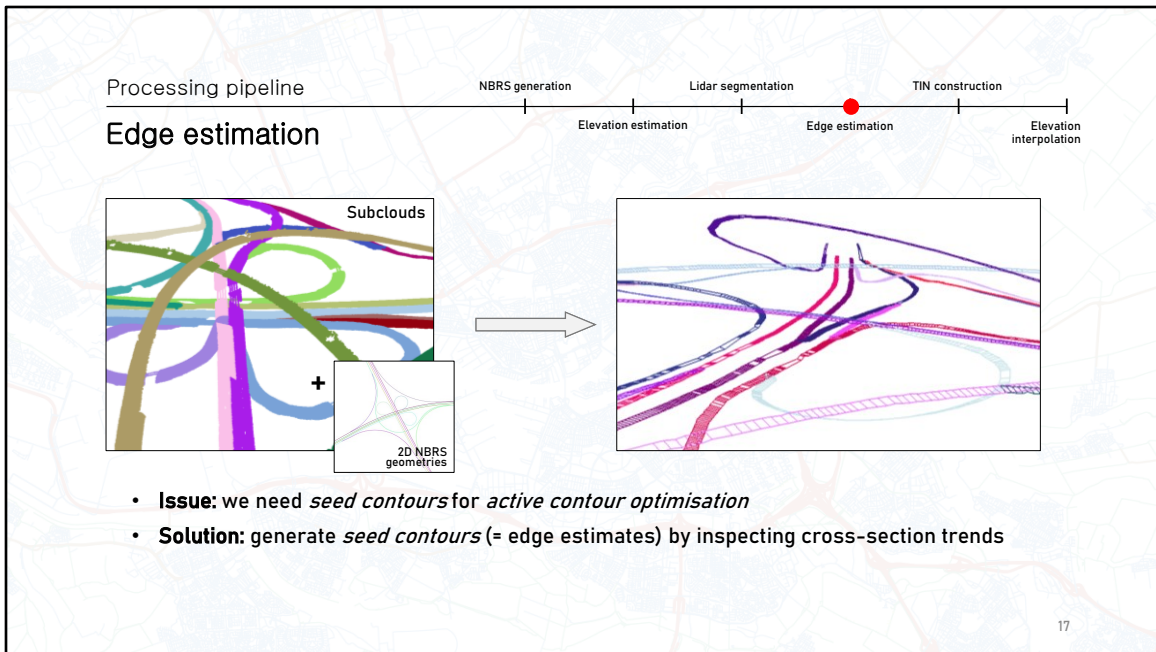 Processing pipeline
Edge estimation
NBRS generation
Elevation estimation
Lidar segmentation
Edge estimation
TIN construction
Elevation
interpolation
Subclouds
+
2D NBRS
geometries
• Issue: we need seed contours for active contour optimisation
• Solution: generate seed contours (= edge estimates) by inspecting cross-section trends
17